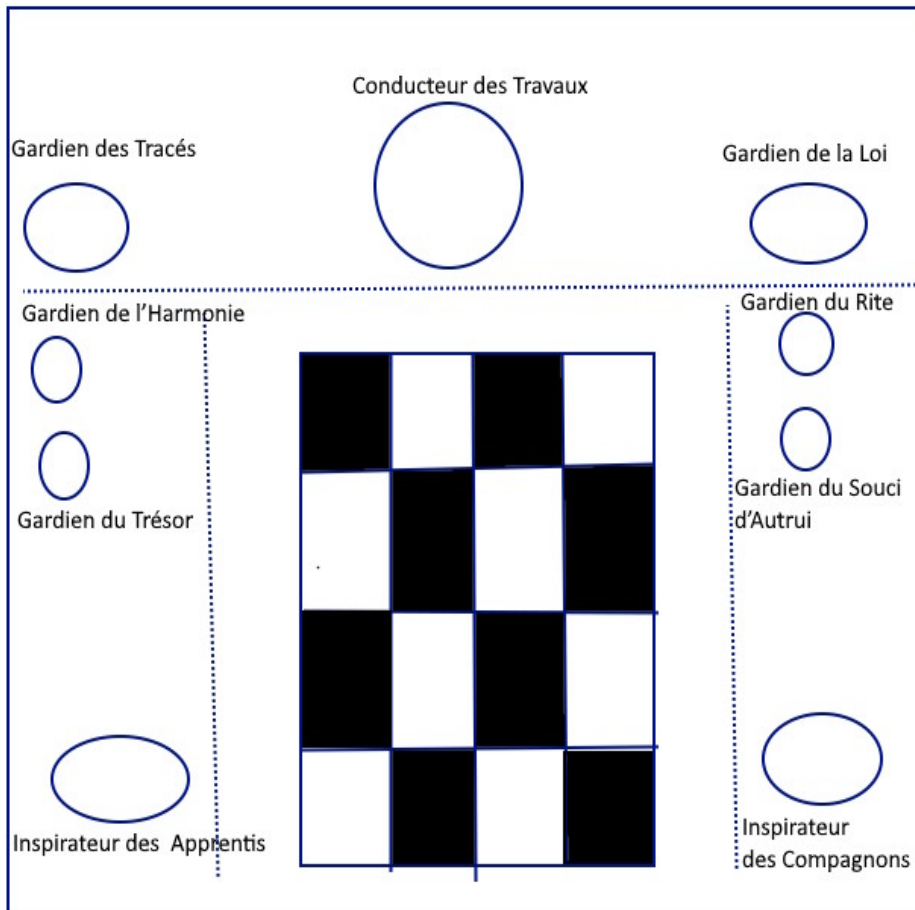 Conducteur des Travaux
Gardien des Tracés
Gardien de la Loi
Gardien de l’Harmonie
Gardien du Rite
Gardien du Trésor
Gardien du Souci
d’Autrui
Inspirateur des Apprentis
Inspirateur
des Compagnons